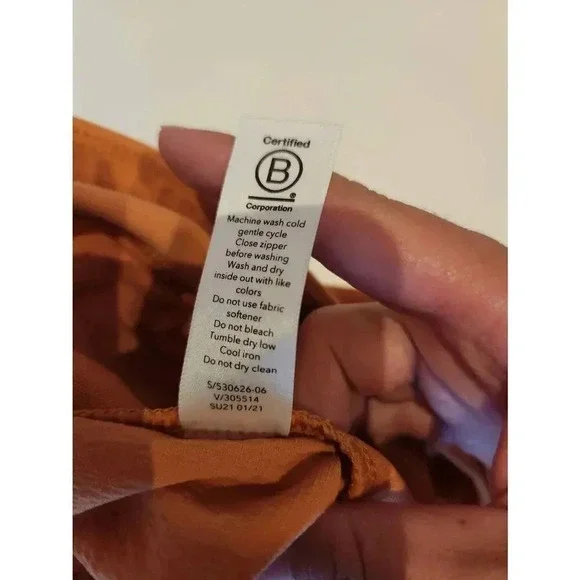 Certified
B
®
Corporation
Machine wash cold
gentle cycle
Close zipper
before washing
Wash and dry
inside out with like
colors
Do not use fabric
softener
Do not bleach
Tumble dry low
Cool iron
Do not dry clean
S/530626-06
V/305514
SU21 01/21